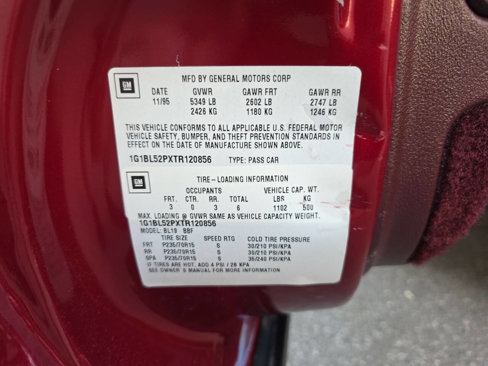 GM
MFD BY GENERAL MOTORS CORP
DATE GVWR GAWR FRT GAWR RR
11/95 5349 LB 2602 LB 2747 LB
2426 KG 1180 KG 1246 KG
THIS VEHICLE CONFORMS TO ALL APPLICABLE U.S. FEDERAL MOTOR
VEHICLE SAFETY, BUMPER, AND THEFT PREVENTION STANDARDS IN
EFFECT ON THE DATE OF MANUFACTURE SHOWN ABOVE.
1G1BL52PXTR120856 TYPE: PASS CAR
GM
TIRE-LOADING INFORMATION
OCCUPANTS VEHICLE CAP. WT.
FRT. CTR. RR. TOTAL LBS KG
3 0 3 6 1102 500
MAX. LOADING @ GVWR SAME AS VEHICLE CAPACITY WEIGHT.
1G1BL52PXTR120856
MODEL: BL19 BBF
TIRE SIZE SPEED RTG COLD TIRE PRESSURE
FRT P235/70R15 S 30/210 PSI/KPA
RR P235/70R15 S 30/210 PSI/KPA
SPA P235/70R15 S 35/240 PSI/KPA
IF TIRES ARE HOT, ADD 4 PSI / 28 KPA
SEE OWNER'S MANUAL FOR MORE INFORMATION